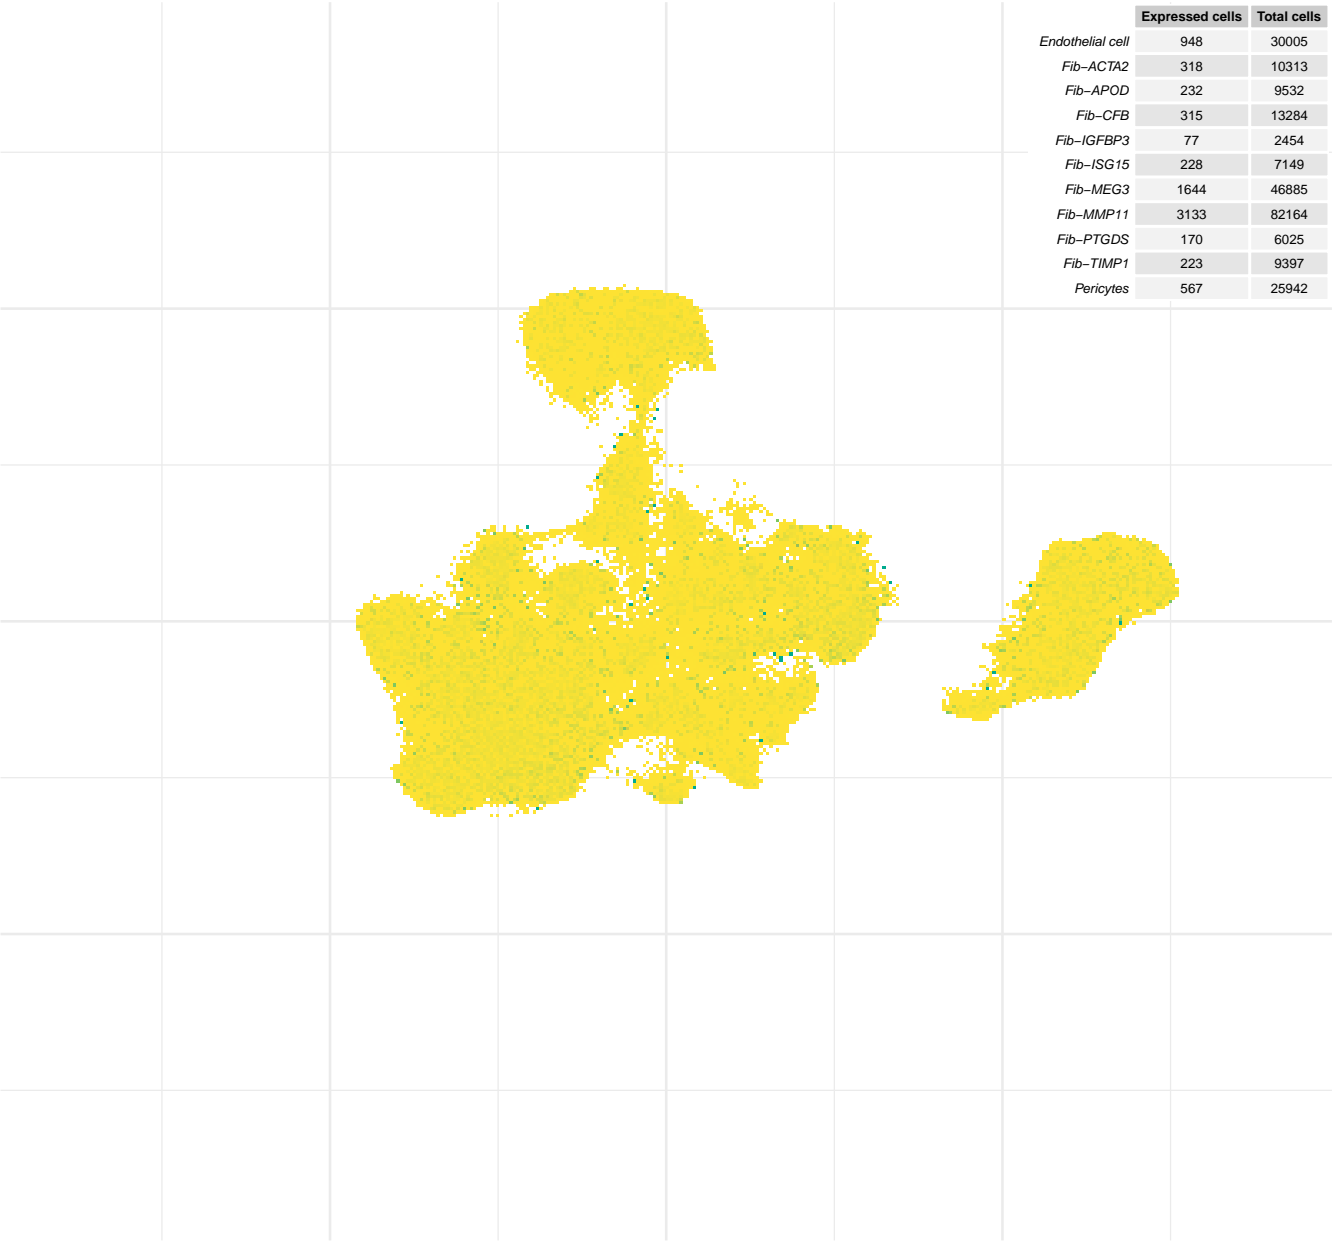 Expressed cells Total cells
Endothelial cell 948 30005
Fib−ACTA2 318 10313
Fib−APOD 232 9532
Fib−CFB 315 13284
Fib−IGFBP3 77 2454
Fib−ISG15 228 7149
Fib−MEG3 1644 46885
Fib−MMP11 3133 82164
Fib−PTGDS 170 6025
Fib−TIMP1 223 9397
Pericytes 567 25942